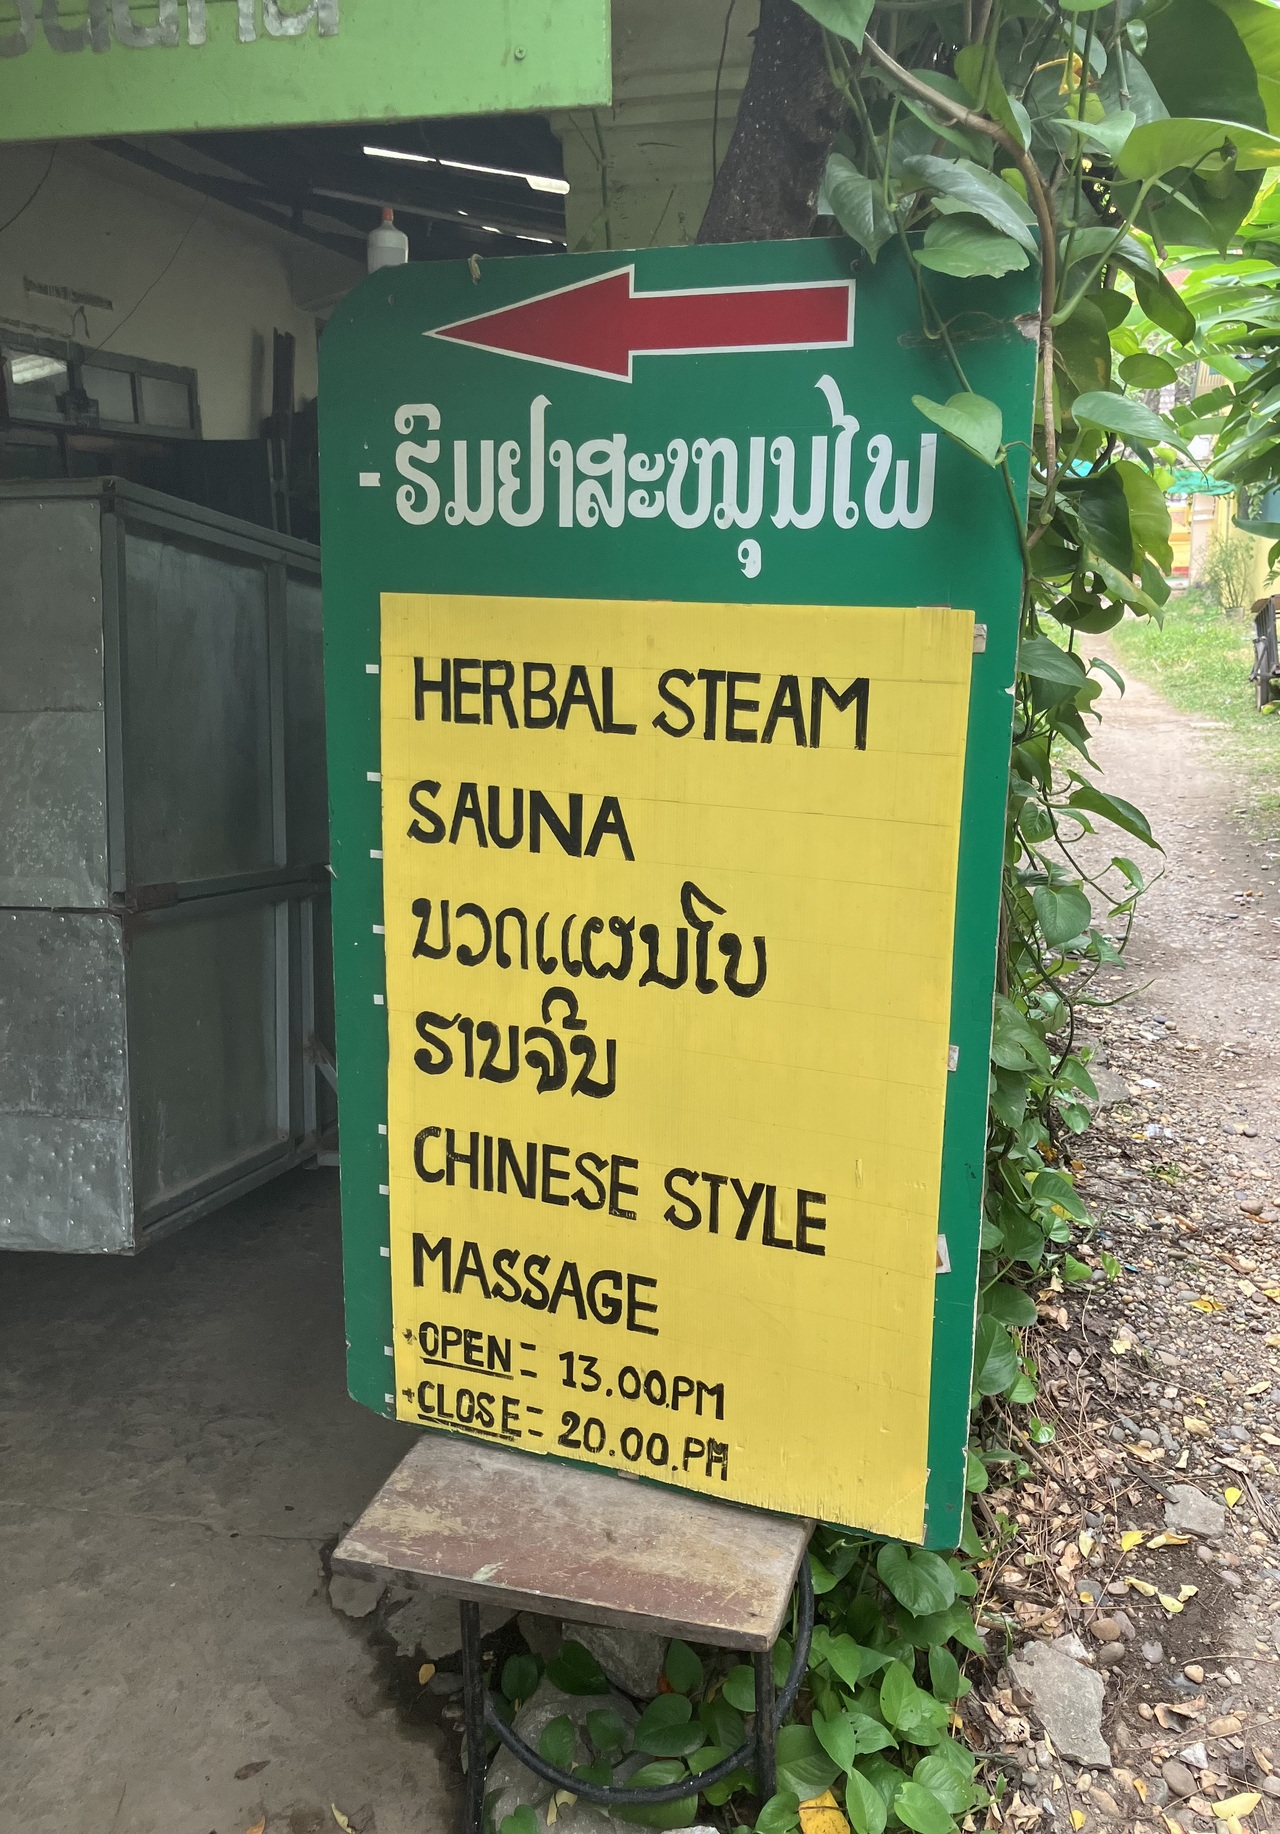 - ຮົມຢາສະໝຸນໄພ
HERBAL STEAM
SAUNA
ບວດແຜນໂບ
ຮານຈີນ
CHINESE STYLE
MASSAGE
+OPEN= 13.00.PM
+CLOSE= 20.00.PM